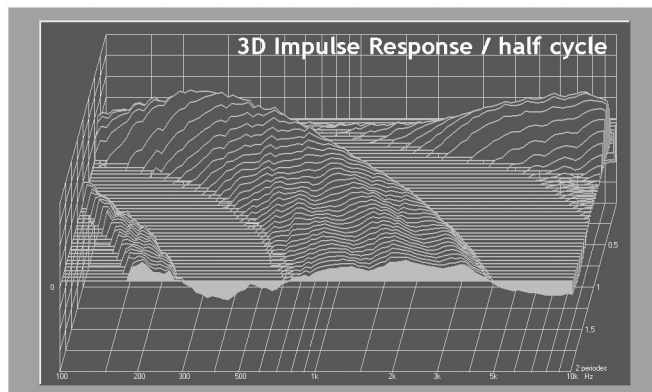 3D Impulse Response / half cycle
0.5
0
1
1.5
2 periodes
100 200 300 500 1k 2k 3k 5k 10k Hz